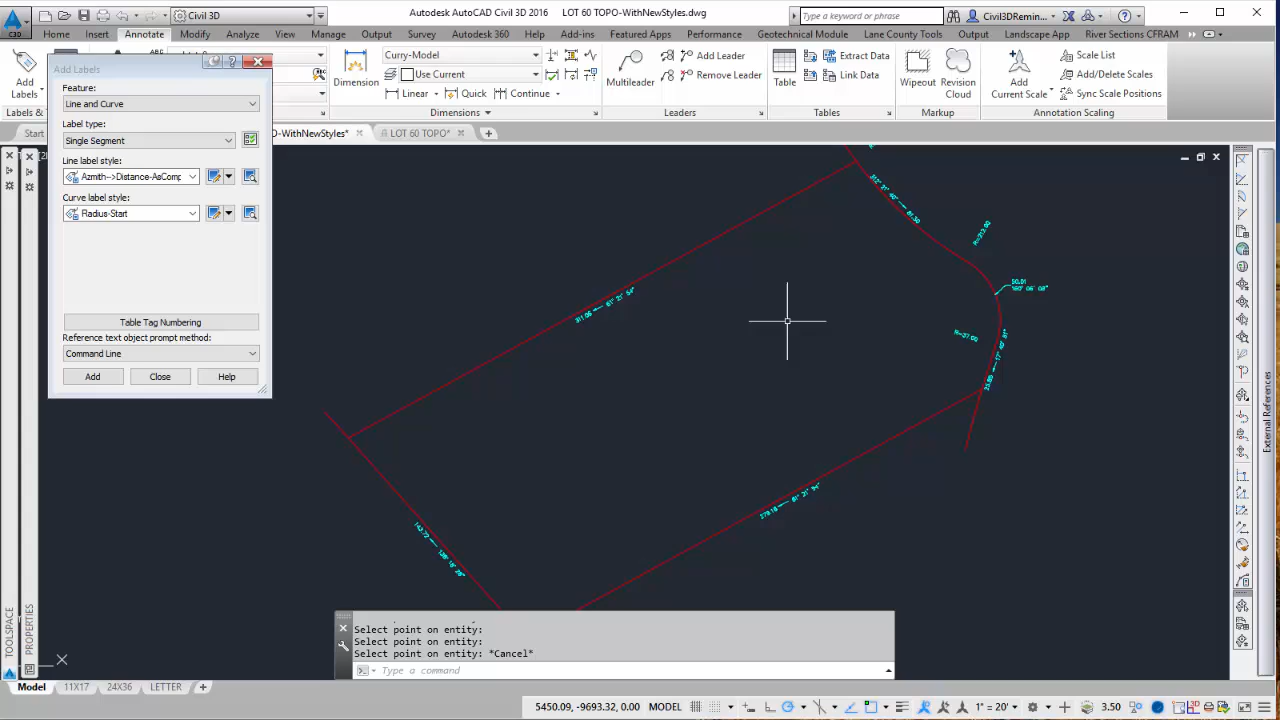 Civil 3D
Autodesk AutoCAD Civil 3D 2016 LOT 60 TOPO-WithNewStyles.dwg
Type a keyword or phrase
Civil3DRemin...
C3D
Home Insert Annotate Modify Analyze View Manage Output Survey Autodesk 360 Help Add-ins Featured Apps Performance Geotechnical Module Lane County Tools Output Landscape App River Sections CFRAM
Add
Labels
Dimension
Curry-Model
Use Current
Linear Quick Continue
Multileader
Add Leader
Remove Leader
Table
Extract Data
Link Data
Wipeout
Revision
Cloud
Add
Current Scale
Scale List
Add/Delete Scales
Sync Scale Positions
Dimensions Leaders Tables Markup Annotation Scaling
Start
O-WithNewStyles*
LOT 60 TOPO*
Add Labels
Feature:
Line and Curve
Label type:
Single Segment
Line label style:
Azmith-->Distance-AsComp
Curve label style:
Radius-Start
Table Tag Numbering
Reference text object prompt method:
Command Line
Add Close Help
TOOLSPACE
PROPERTIES
External References
Select point on entity:
Select point on entity:
Select point on entity: *Cancel*
Type a command
Model 11X17 24X36 LETTER
5450.09, -9693.32, 0.00 MODEL
1" = 20'
3.50